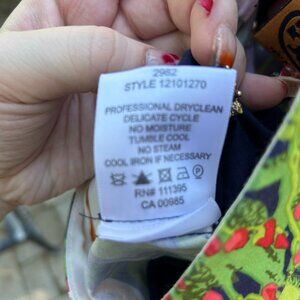 2982
STYLE 12101270
PROFESSIONAL DRYCLEAN
DELICATE CYCLE
NO MOISTURE
TUMBLE COOL
NO STEAM
COOL IRON IF NECESSARY
RN# 111395
CA 00985